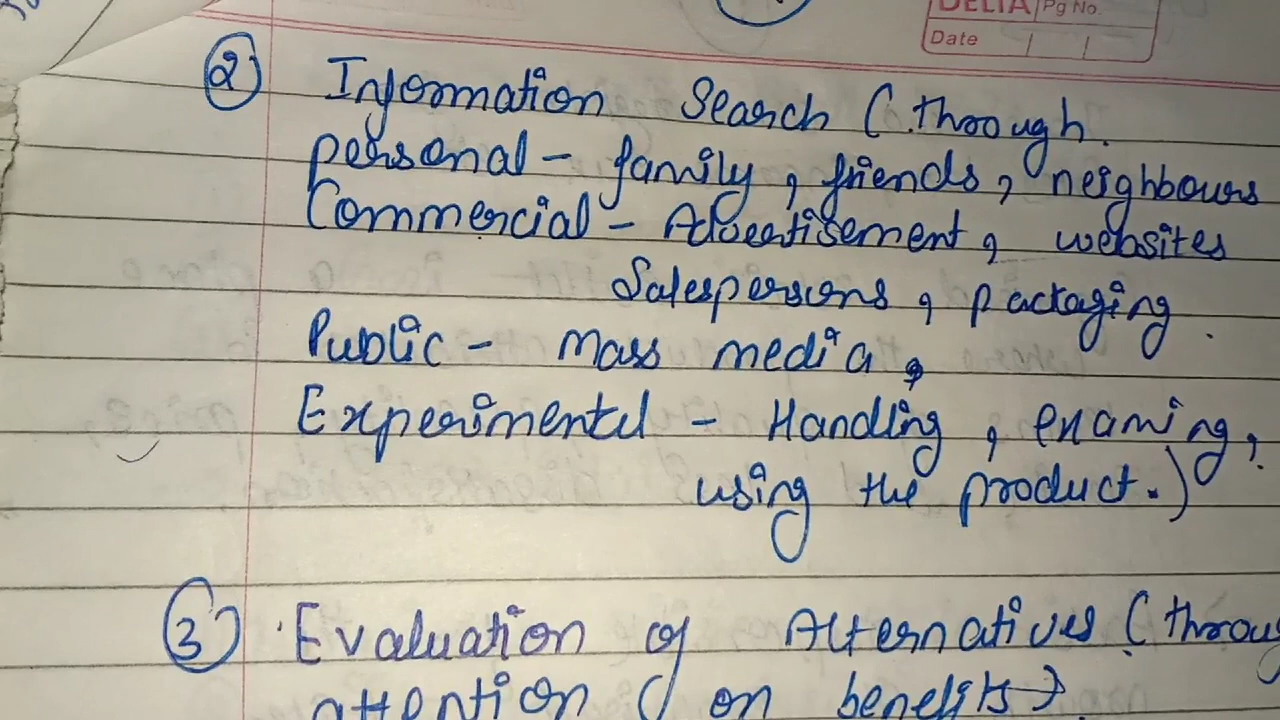 DELTA Pg No.
Date / /
② Information Search (through
personal - family, friends, neighbours
Commercial - Advertisement, websites
Salespersons, packaging.
Public - Mass media,
Experimental - Handling, examing,
using the product.)
③ Evaluation of Alternatives (throu
attention ( on benefits →